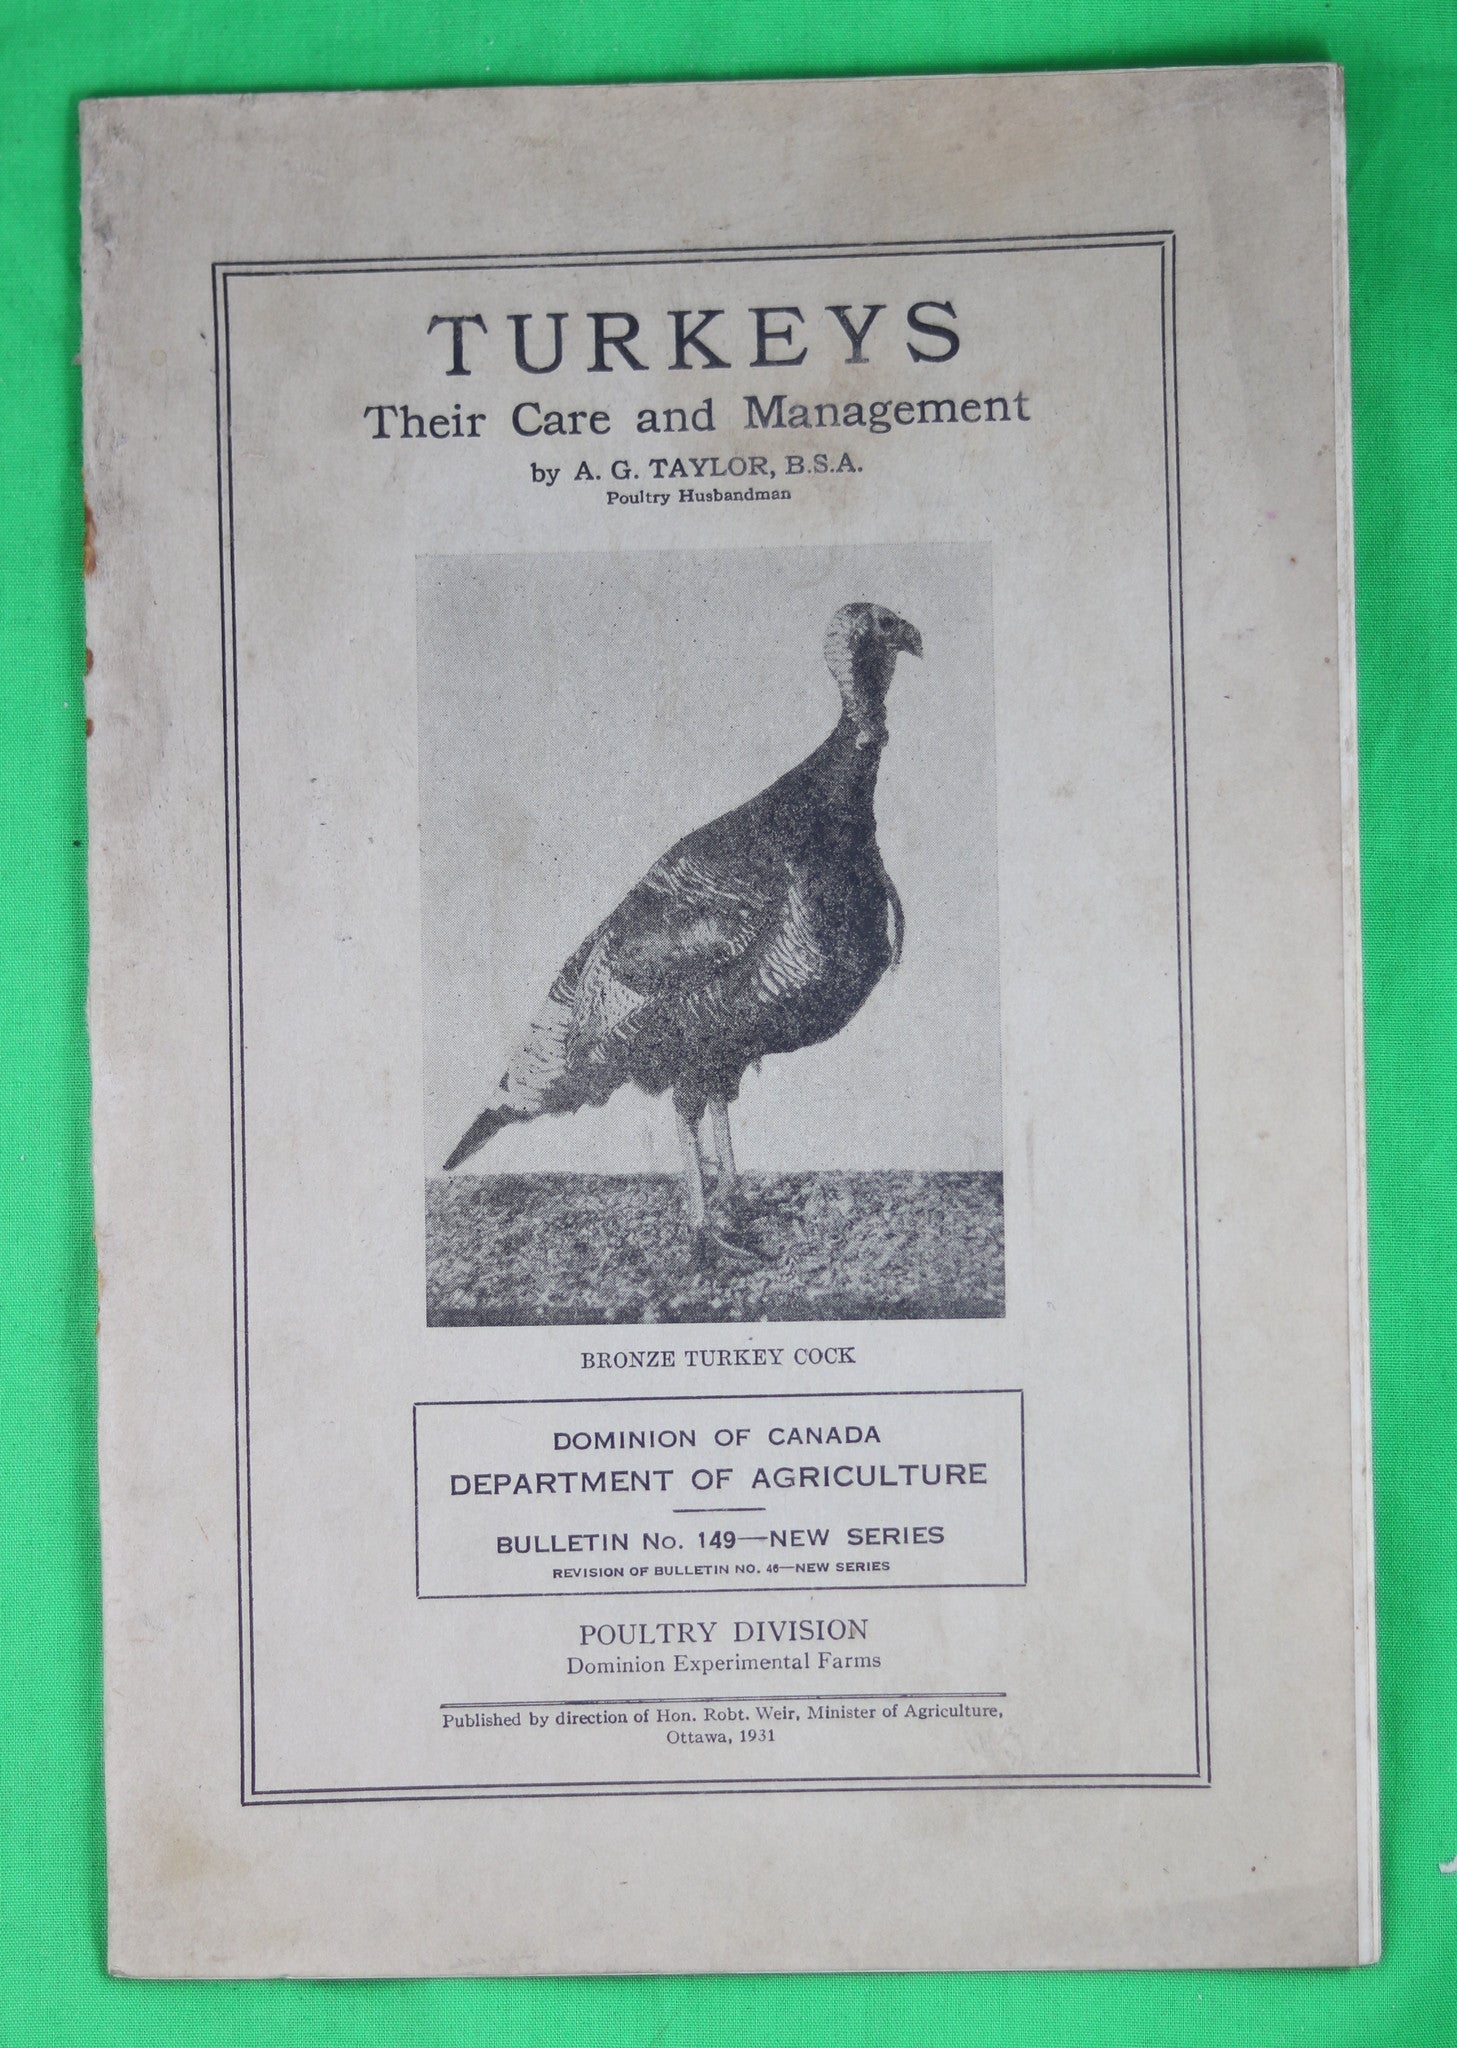 TURKEYS
Their Care and Management
by A. G. TAYLOR, B.S.A.
Poultry Husbandman
BRONZE TURKEY COCK
DOMINION OF CANADA
DEPARTMENT OF AGRICULTURE
BULLETIN No. 149—NEW SERIES
REVISION OF BULLETIN NO. 46—NEW SERIES
POULTRY DIVISION
Dominion Experimental Farms
Published by direction of Hon. Robt. Weir, Minister of Agriculture,
Ottawa, 1931